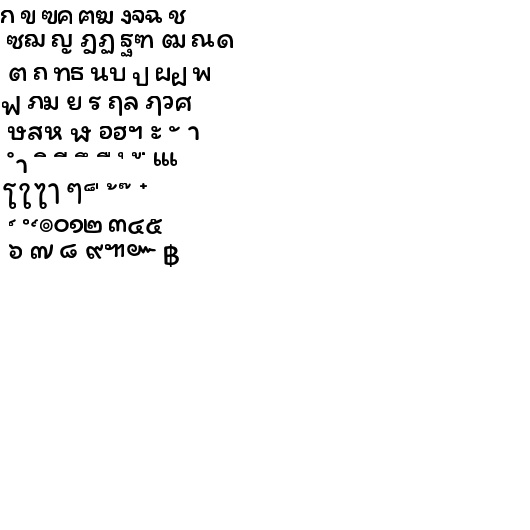 ก ข ฃค ฅฆ งจฉ ช
ซฌ ญ ฎฏ ฐฑ ฒ ณด
ต ถ ทธ นบ ป ผฝ พ
ฟ ภม ย ร ฤล ฦวศ
ษสห ฬ อฮฯ ะ ั า
ำ ิ ี ึ ื ุ ู เแ
โใไๅ ๆ็ ่ ้ ๊ ๋
์ ํ ๎๏๐๑๒ ๓๔๕
๖ ๗ ๘ ๙๚๛ ฿